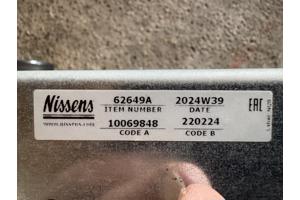 Nissens
www.nissens.com
62649A
ITEM NUMBER
2024W39
DATE
10069848
CODE A
220224
CODE B
EAC